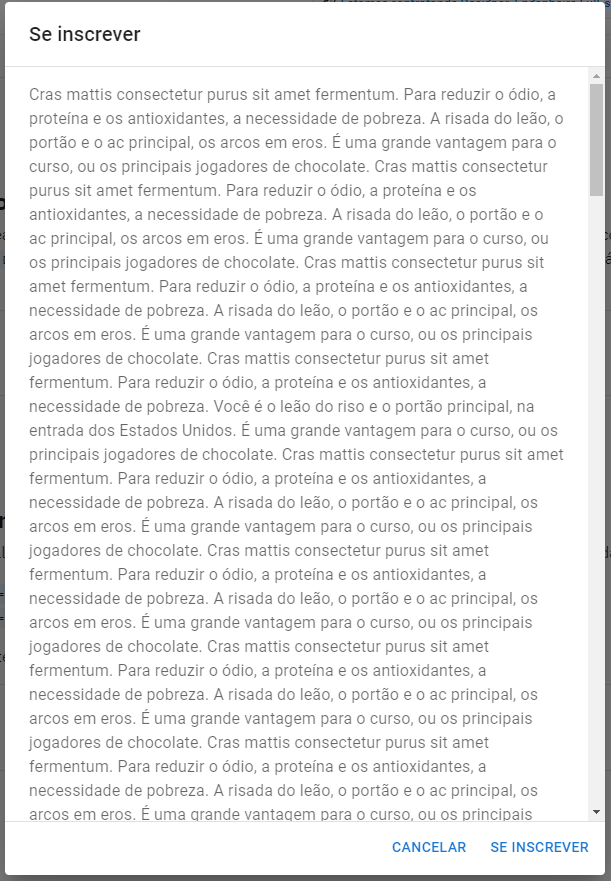 Se inscrever
Cras mattis consectetur purus sit amet fermentum. Para reduzir o ódio, a
proteína e os antioxidantes, a necessidade de pobreza. A risada do leão, o
portão e o ac principal, os arcos em eros. É uma grande vantagem para o
curso, ou os principais jogadores de chocolate. Cras mattis consectetur
purus sit amet fermentum. Para reduzir o ódio, a proteína e os
antioxidantes, a necessidade de pobreza. A risada do leão, o portão e o
ac principal, os arcos em eros. É uma grande vantagem para o curso, ou
os principais jogadores de chocolate. Cras mattis consectetur purus sit
amet fermentum. Para reduzir o ódio, a proteína e os antioxidantes, a
necessidade de pobreza. A risada do leão, o portão e o ac principal, os
arcos em eros. É uma grande vantagem para o curso, ou os principais
jogadores de chocolate. Cras mattis consectetur purus sit amet
fermentum. Para reduzir o ódio, a proteína e os antioxidantes, a
necessidade de pobreza. Você é o leão do riso e o portão principal, na
entrada dos Estados Unidos. É uma grande vantagem para o curso, ou os
principais jogadores de chocolate. Cras mattis consectetur purus sit amet
fermentum. Para reduzir o ódio, a proteína e os antioxidantes, a
necessidade de pobreza. A risada do leão, o portão e o ac principal, os
arcos em eros. É uma grande vantagem para o curso, ou os principais
jogadores de chocolate. Cras mattis consectetur purus sit amet
fermentum. Para reduzir o ódio, a proteína e os antioxidantes, a
necessidade de pobreza. A risada do leão, o portão e o ac principal, os
arcos em eros. É uma grande vantagem para o curso, ou os principais
jogadores de chocolate. Cras mattis consectetur purus sit amet
fermentum. Para reduzir o ódio, a proteína e os antioxidantes, a
necessidade de pobreza. A risada do leão, o portão e o ac principal, os
arcos em eros. É uma grande vantagem para o curso, ou os principais
jogadores de chocolate. Cras mattis consectetur purus sit amet
fermentum. Para reduzir o ódio, a proteína e os antioxidantes, a
necessidade de pobreza. A risada do leão, o portão e o ac principal, os
arcos em eros. É uma grande vantagem para o curso, ou os principais
CANCELAR SE INSCREVER